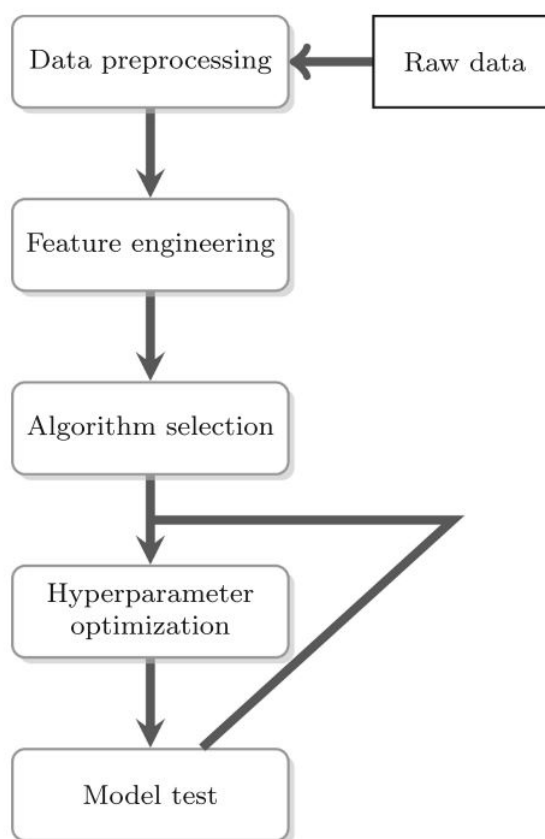 Data preprocessing
Raw data
Feature engineering
Algorithm selection
Hyperparameter
optimization
Model test